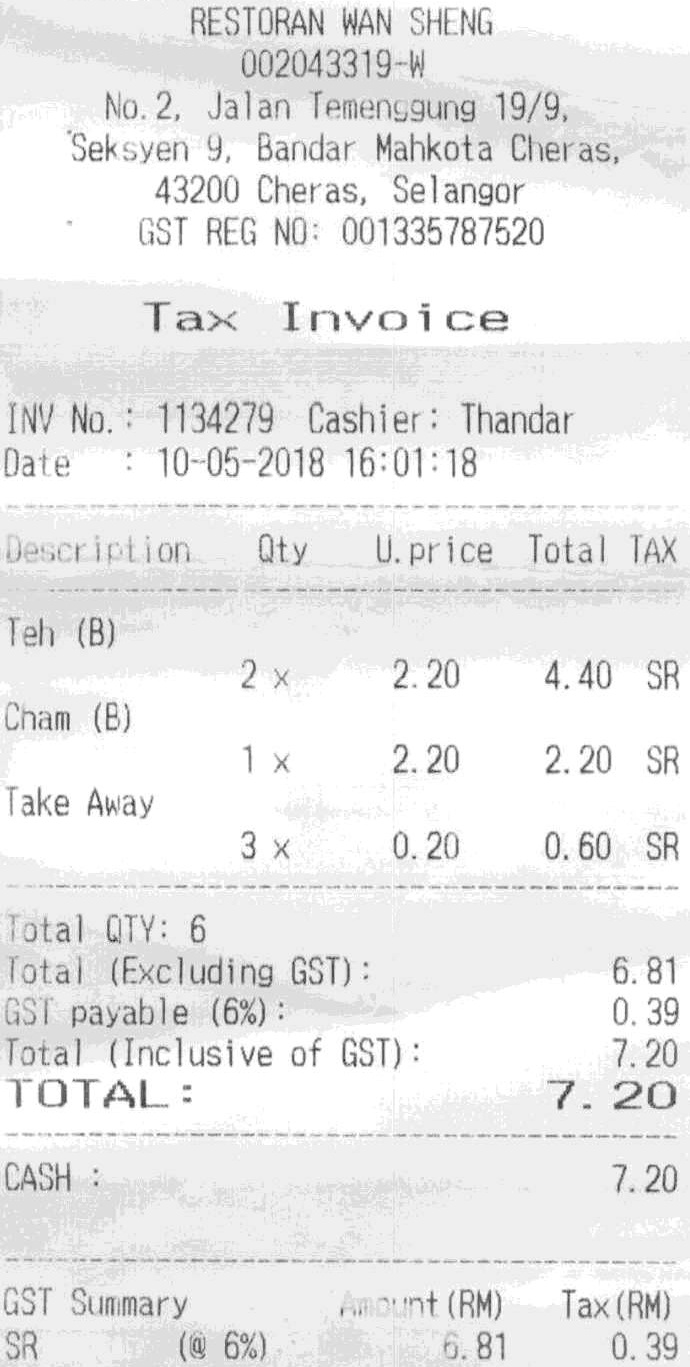 RESTORAN WAN SHENG
002043319-W
No.2, Jalan Temenggung 19/9,
Seksyen 9, Bandar Mahkota Cheras,
43200 Cheras, Selangor
GST REG NO: 001335787520
Tax Invoice
INV No.: 1134279 Cashier: Thandar
Date : 10-05-2018 16:01:18
Description Qty U.price Total TAX
Teh (B)
2 x 2.20 4.40 SR
Cham (B)
1 x 2.20 2.20 SR
Take Away
3 x 0.20 0.60 SR
Total QTY: 6
Total (Excluding GST): 6.81
GST payable (6%): 0.39
Total (Inclusive of GST): 7.20
TOTAL: 7.20
CASH : 7.20
GST Summary Amount(RM) Tax(RM)
SR (@ 6%) 6.81 0.39